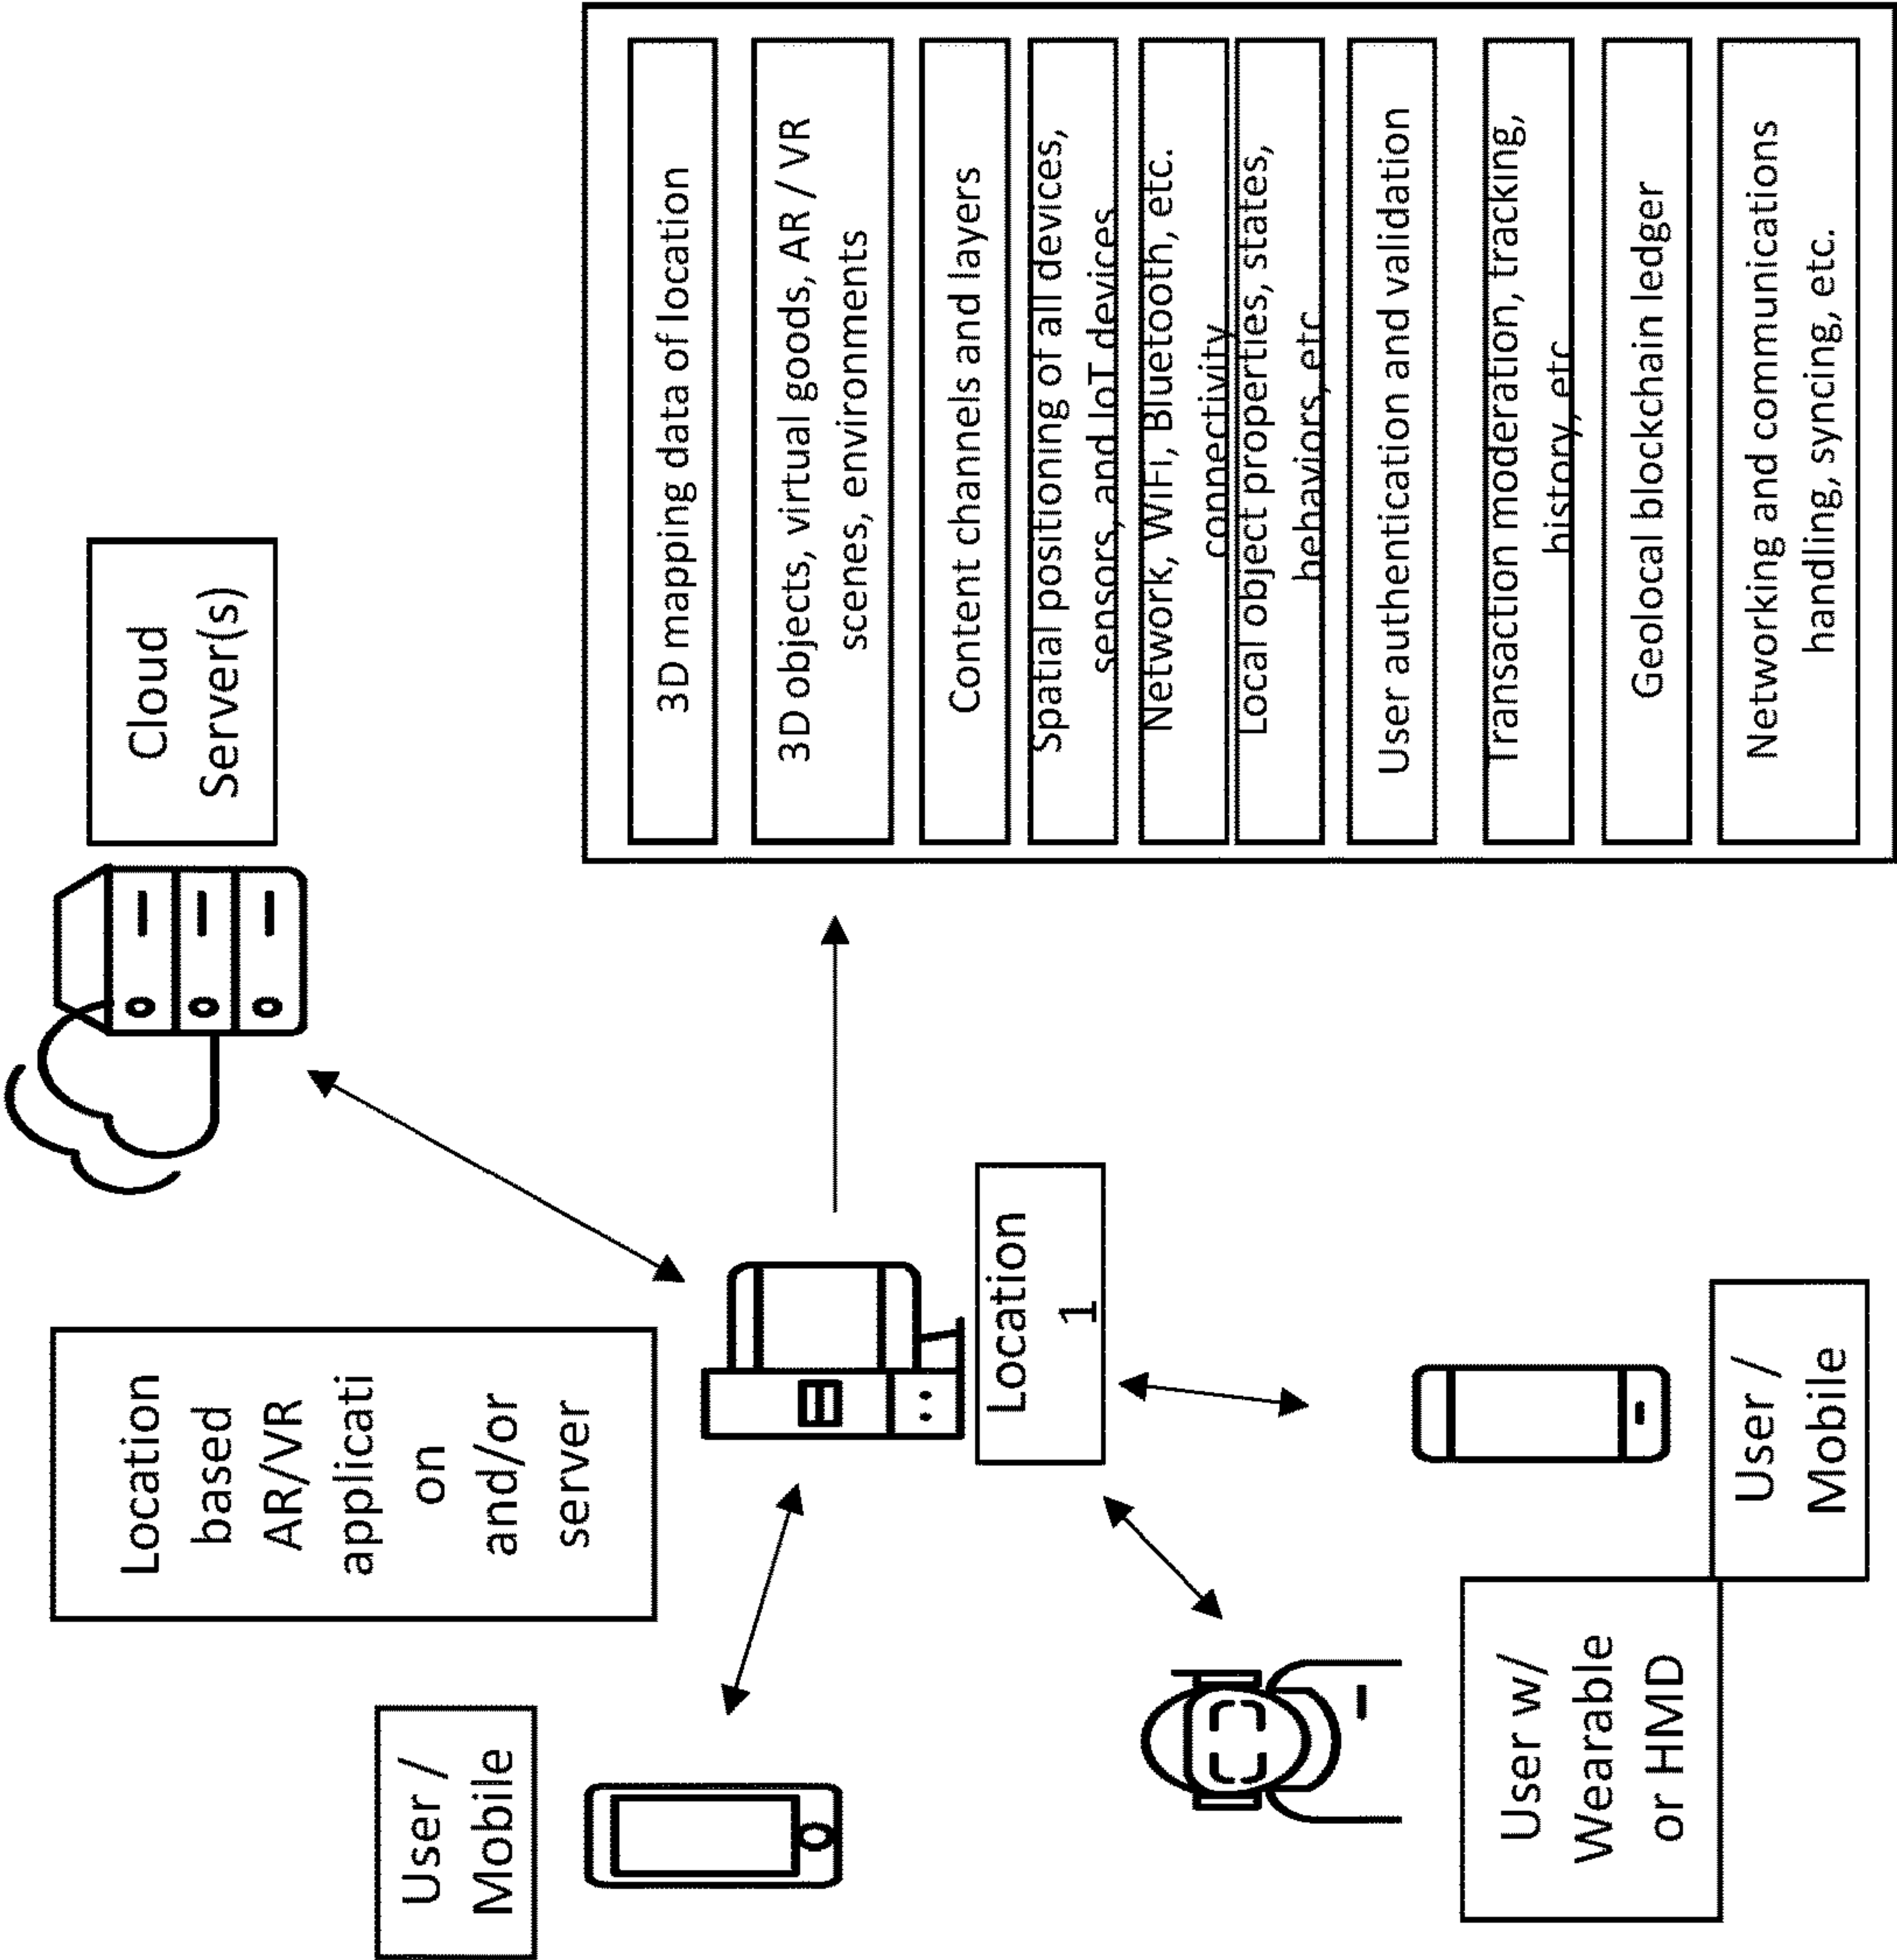 User /
Mobile
Location
based
AR/VR
applicati
on
and/or
server
Cloud
Server(s)
Location
1
User w/
Wearable
or HMD
User /
Mobile
3D mapping data of location
3D objects, virtual goods, AR / VR
scenes, environments
Content channels and layers
Spatial positioning of all devices,
sensors, and IoT devices
Network, WiFi, Bluetooth, etc.
connectivity
Local object properties, states,
behaviors, etc.
User authentication and validation
Transaction moderation, tracking,
history, etc.
Geolocal blockchain ledger
Networking and communications
handling, syncing, etc.